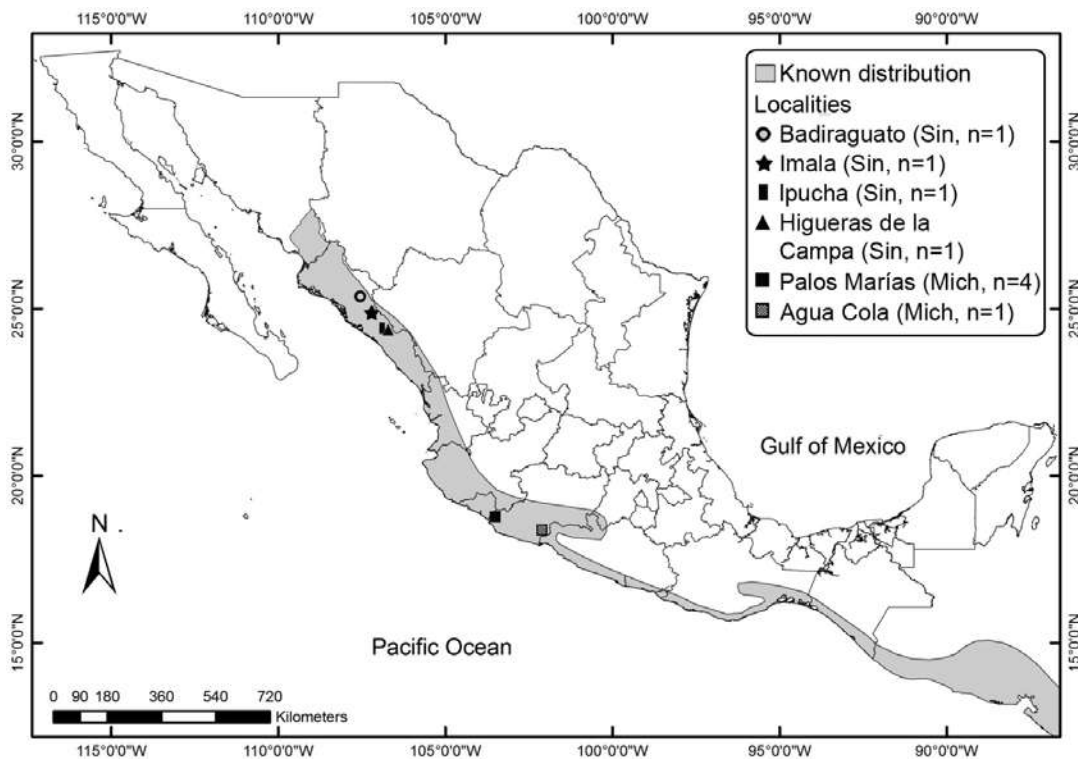 115°0'0"W 110°0'0"W 105°0'0"W 100°0'0"W 95°0'0"W 90°0'0"W
30°0'0"N
25°0'0"N
20°0'0"N
15°0'0"N
Known distribution
Localities
Badiraguato (Sin, n=1)
Imala (Sin, n=1)
Ipucha (Sin, n=1)
Higueras de la
Campa (Sin, n=1)
Palos Marías (Mich, n=4)
Agua Cola (Mich, n=1)
30°0'0"N
25°0'0"N
20°0'0"N
15°0'0"N
Gulf of Mexico
N
Pacific Ocean
0 90 180 360 540 720
Kilometers
115°0'0"W 110°0'0"W 105°0'0"W 100°0'0"W 95°0'0"W 90°0'0"W